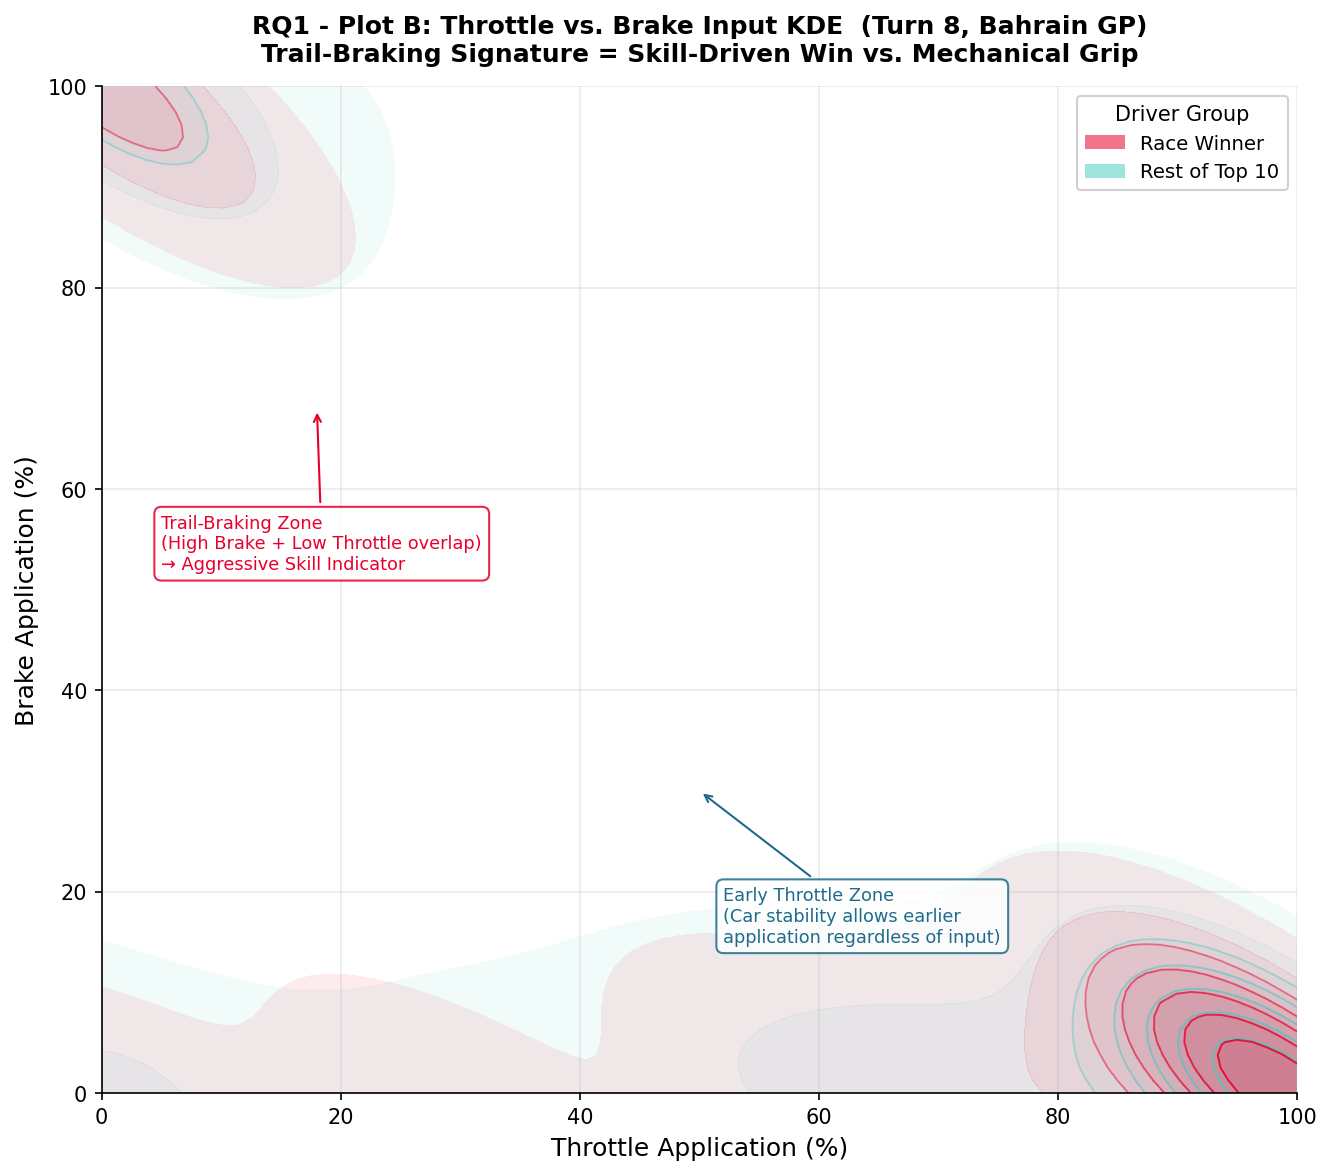 RQ1 - Plot B: Throttle vs. Brake Input KDE  (Turn 8, Bahrain GP)
Trail-Braking Signature = Skill-Driven Win vs. Mechanical Grip
Driver Group
Race Winner
Rest of Top 10
100
80
60
40
20
0
Brake Application (%)
Trail-Braking Zone
(High Brake + Low Throttle overlap)
→ Aggressive Skill Indicator
Early Throttle Zone
(Car stability allows earlier
application regardless of input)
0
20
40
60
80
100
Throttle Application (%)